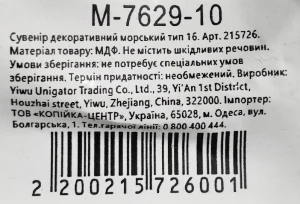 M-7629-10
Сувенір декоративний морський тип 16. Арт. 215726.
Матеріал товару: МДФ. Не містить шкідливих речовин.
Умови зберігання: не потребує спеціальних умов
зберігання. Термін придатності: необмежений. Виробник:
Yiwu Unigator Trading Co., Ltd., 39, Yi'An 1st District,
Houzhai street, Yiwu, Zhejiang, China, 322000. Імпортер:
ТОВ «КОПІЙКА-ЦЕНТР», Україна, 65028, м. Одеса, вул.
Болгарська, 1. Тел.гарячої лінії: 0 800 400 444.
2 200215 726001